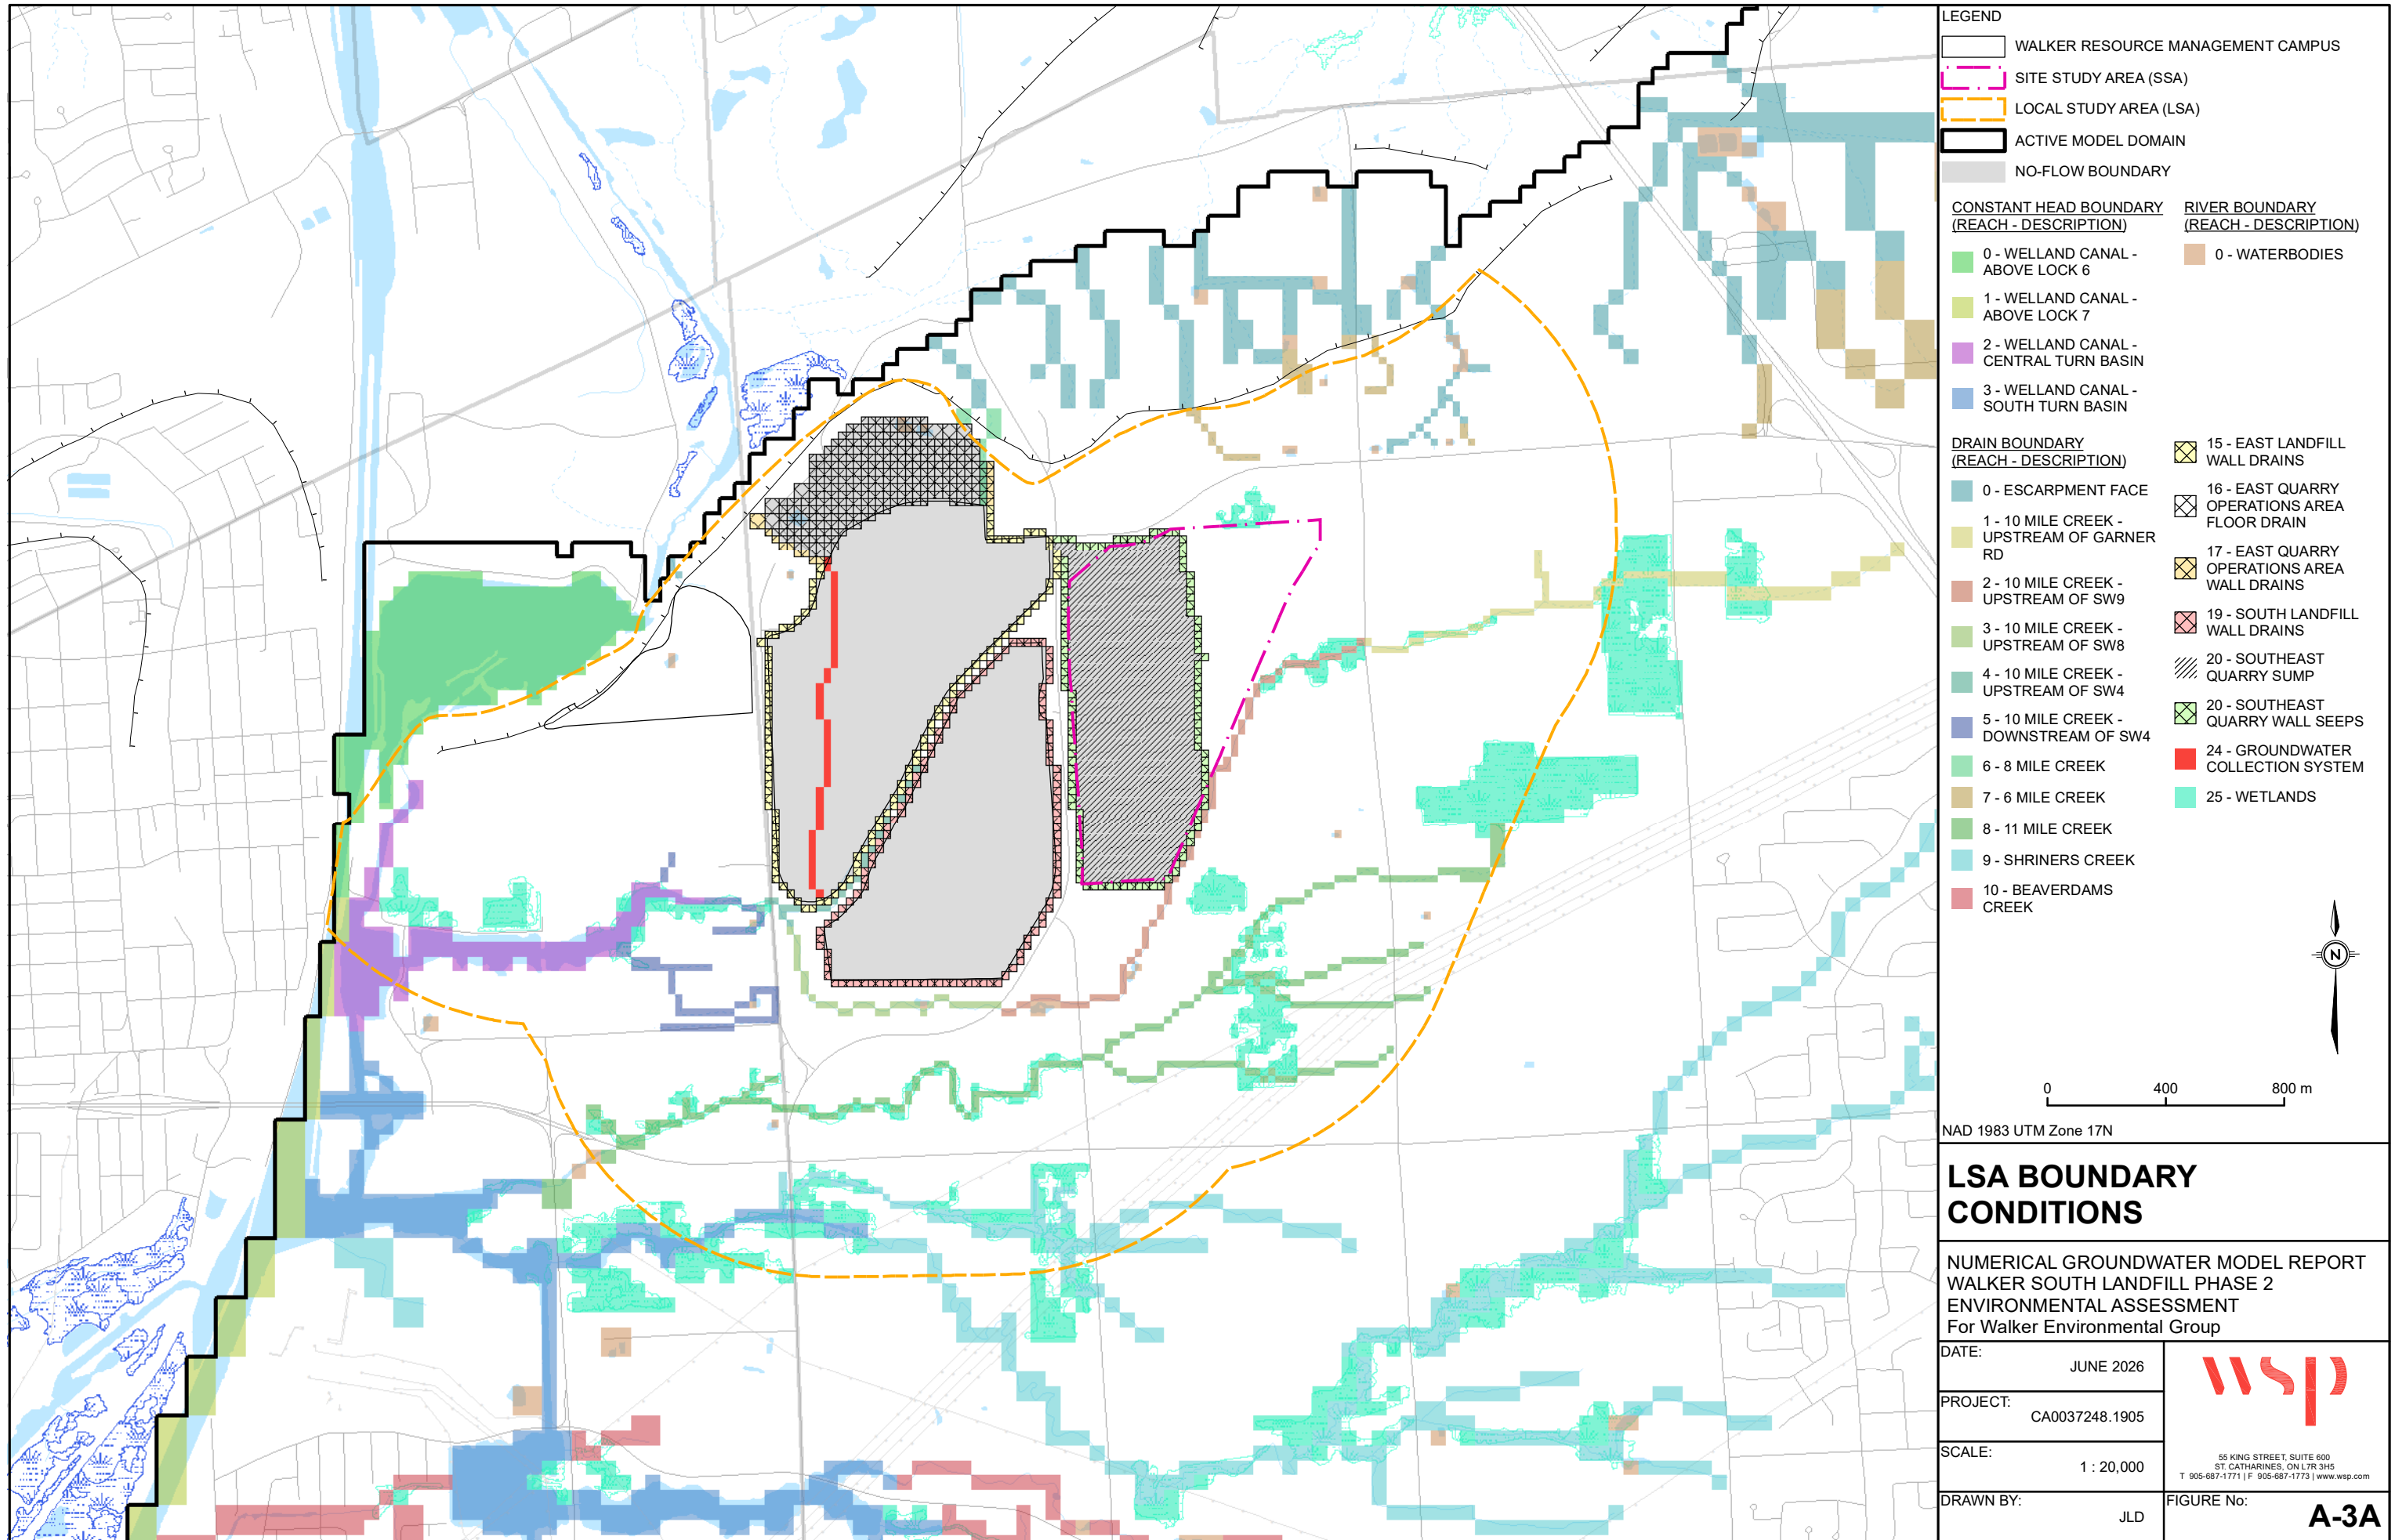 LEGEND
WALKER RESOURCE MANAGEMENT CAMPUS
SITE STUDY AREA (SSA)
LOCAL STUDY AREA (LSA)
ACTIVE MODEL DOMAIN
NO-FLOW BOUNDARY
CONSTANT HEAD BOUNDARY
(REACH - DESCRIPTION)
0 - WELLAND CANAL -
ABOVE LOCK 6
1 - WELLAND CANAL -
ABOVE LOCK 7
2 - WELLAND CANAL -
CENTRAL TURN BASIN
3 - WELLAND CANAL -
SOUTH TURN BASIN
RIVER BOUNDARY
(REACH - DESCRIPTION)
0 - WATERBODIES
DRAIN BOUNDARY
(REACH - DESCRIPTION)
0 - ESCARPMENT FACE
1 - 10 MILE CREEK -
UPSTREAM OF GARNER
RD
2 - 10 MILE CREEK -
UPSTREAM OF SW9
3 - 10 MILE CREEK -
UPSTREAM OF SW8
4 - 10 MILE CREEK -
UPSTREAM OF SW4
5 - 10 MILE CREEK -
DOWNSTREAM OF SW4
6 - 8 MILE CREEK
7 - 6 MILE CREEK
8 - 11 MILE CREEK
9 - SHRINERS CREEK
10 - BEAVERDAMS
CREEK
15 - EAST LANDFILL
WALL DRAINS
16 - EAST QUARRY
OPERATIONS AREA
FLOOR DRAIN
17 - EAST QUARRY
OPERATIONS AREA
WALL DRAINS
19 - SOUTH LANDFILL
WALL DRAINS
20 - SOUTHEAST
QUARRY SUMP
20 - SOUTHEAST
QUARRY WALL SEEPS
24 - GROUNDWATER
COLLECTION SYSTEM
25 - WETLANDS
N
0 400 800 m
NAD 1983 UTM Zone 17N
LSA BOUNDARY
CONDITIONS
NUMERICAL GROUNDWATER MODEL REPORT
WALKER SOUTH LANDFILL PHASE 2
ENVIRONMENTAL ASSESSMENT
For Walker Environmental Group
DATE:
JUNE 2026
PROJECT:
CA0037248.1905
SCALE:
1 : 20,000
DRAWN BY:
JLD
wsp
55 KING STREET, SUITE 600
ST. CATHARINES, ON L7R 3H5
T 905-687-1771 | F 905-687-1773 | www.wsp.com
FIGURE No:
A-3A